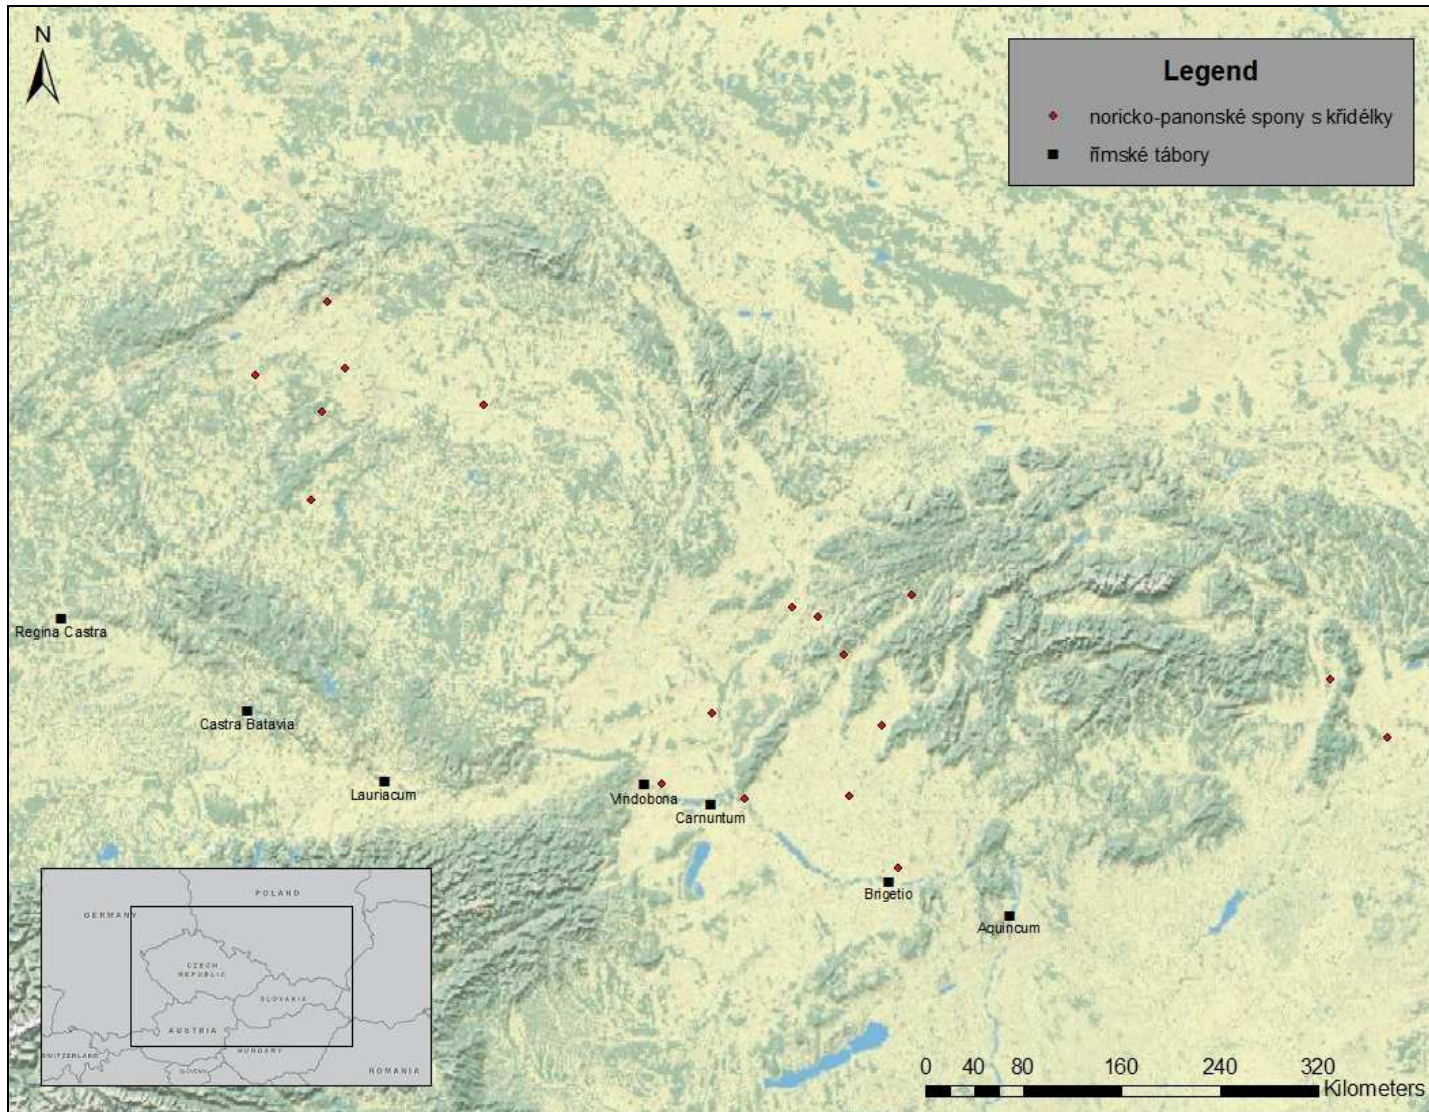 N
Legend
noricko-panonské spony s křidélky
římské tábory
Regina Castra
Castra Batavia
Lauriacum
Vindobona
Carnuntum
Brigetio
Aquincum
POLAND
GERMANY
CZECH
REPUBLIC
SLOVAKIA
AUSTRIA
HUNGARY
SWITZERLAND
SLOVENIA
ROMANIA
0 40 80 160 240 320
Kilometers